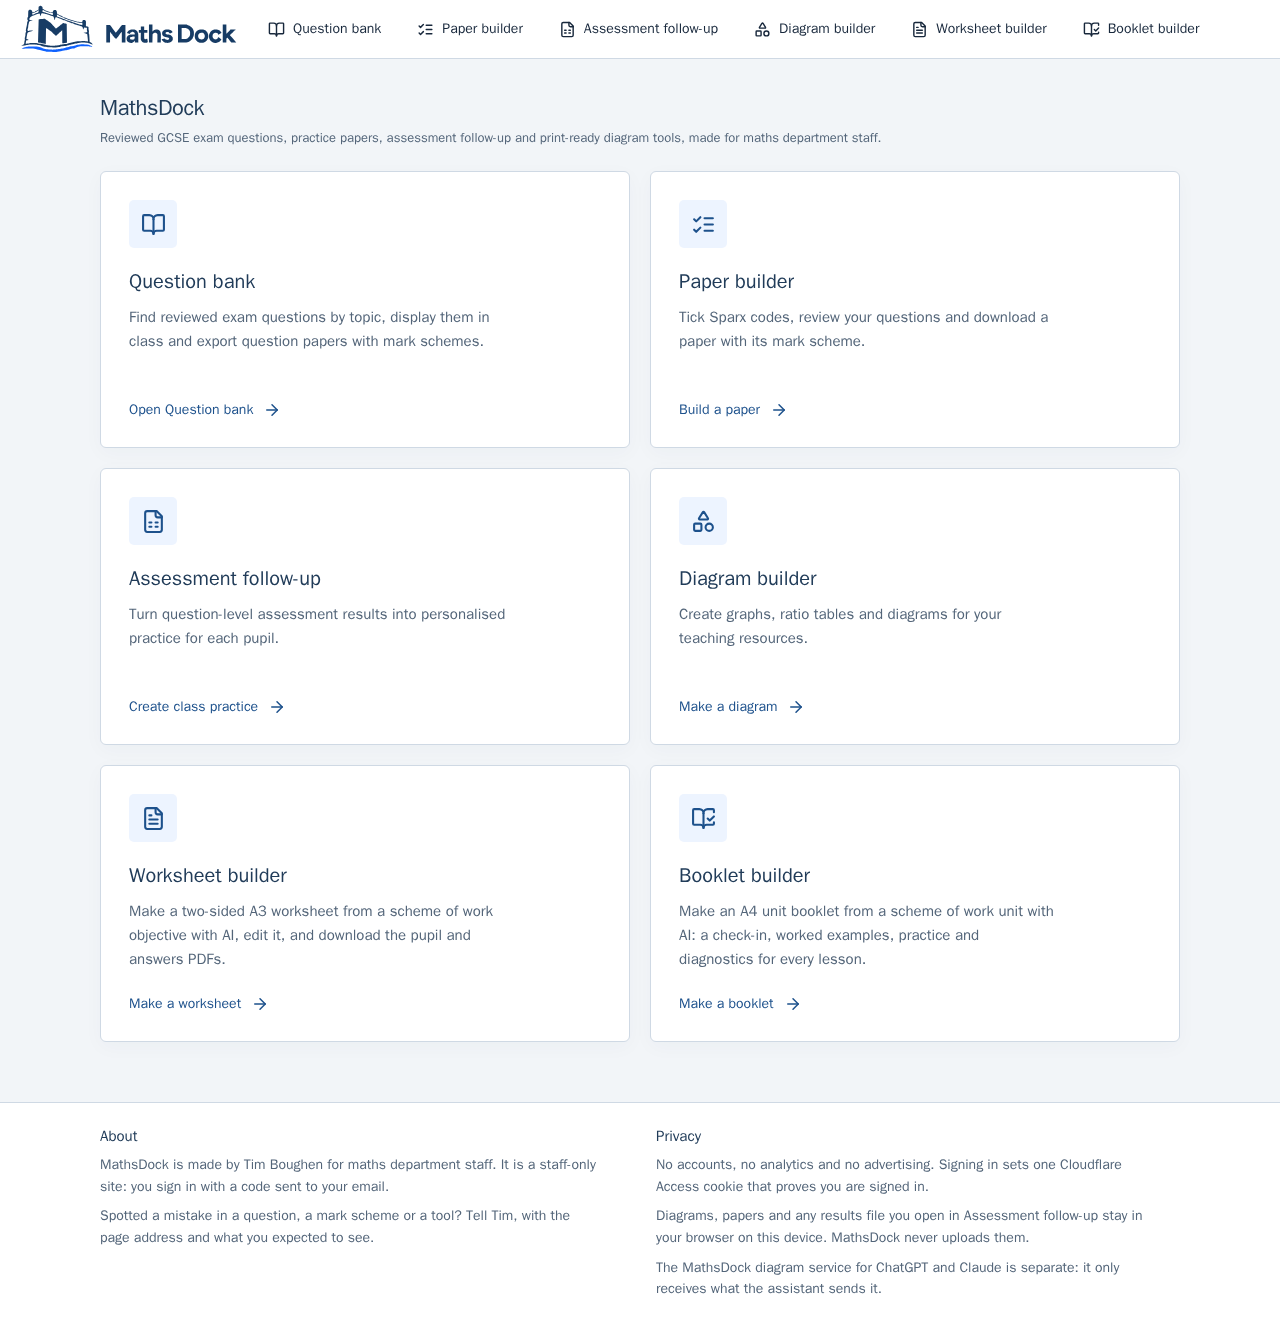 Maths Dock
Question bank
Paper builder
Assessment follow-up
Diagram builder
Worksheet builder
Booklet builder
MathsDock
Reviewed GCSE exam questions, practice papers, assessment follow-up and print-ready diagram tools, made for maths department staff.
Question bank
Find reviewed exam questions by topic, display them in
class and export question papers with mark schemes.
Open Question bank
Paper builder
Tick Sparx codes, review your questions and download a
paper with its mark scheme.
Build a paper
Assessment follow-up
Turn question-level assessment results into personalised
practice for each pupil.
Create class practice
Diagram builder
Create graphs, ratio tables and diagrams for your
teaching resources.
Make a diagram
Worksheet builder
Make a two-sided A3 worksheet from a scheme of work
objective with AI, edit it, and download the pupil and
answers PDFs.
Make a worksheet
Booklet builder
Make an A4 unit booklet from a scheme of work unit with
AI: a check-in, worked examples, practice and
diagnostics for every lesson.
Make a booklet
About
MathsDock is made by Tim Boughen for maths department staff. It is a staff-only
site: you sign in with a code sent to your email.
Spotted a mistake in a question, a mark scheme or a tool? Tell Tim, with the
page address and what you expected to see.
Privacy
No accounts, no analytics and no advertising. Signing in sets one Cloudflare
Access cookie that proves you are signed in.
Diagrams, papers and any results file you open in Assessment follow-up stay in
your browser on this device. MathsDock never uploads them.
The MathsDock diagram service for ChatGPT and Claude is separate: it only
receives what the assistant sends it.